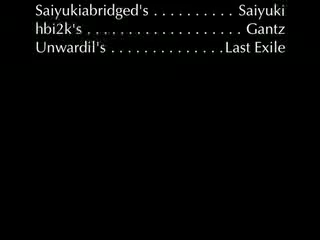 Saiyukiabridged's . . . . . . . . . . Saiyuki
hbi2k's . . . . . . . . . . . . . . . . . . . Gantz
Unwardil's . . . . . . . . . . . . . .Last Exile